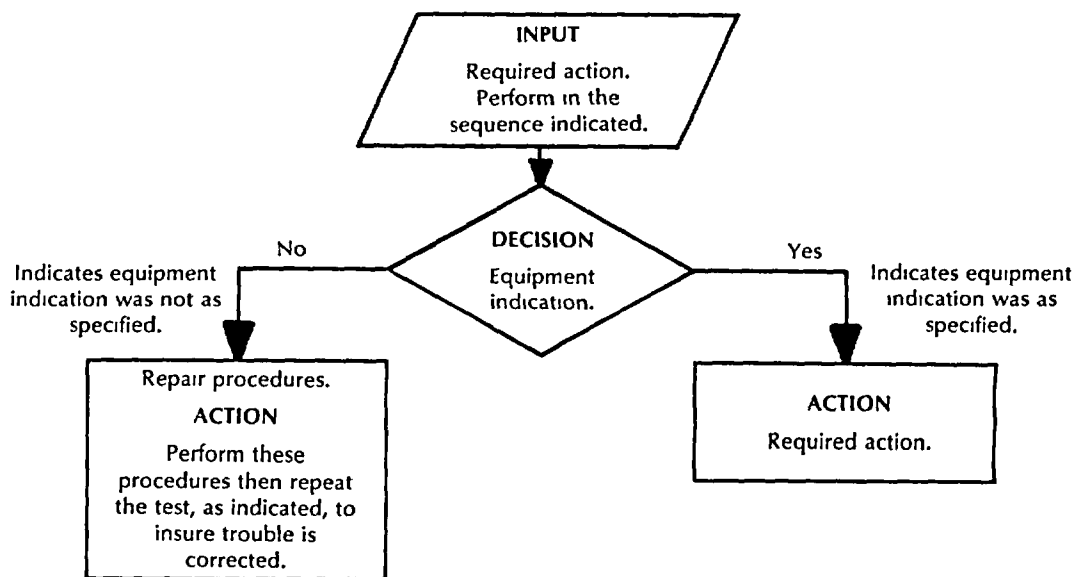 INPUT
Required action.
Perform in the
sequence indicated.
DECISION
Equipment
indication.
No
Indicates equipment
indication was not as
specified.
Yes
Indicates equipment
indication was as
specified.
Repair procedures.
ACTION
Perform these
procedures then repeat
the test, as indicated, to
insure trouble is
corrected.
ACTION
Required action.